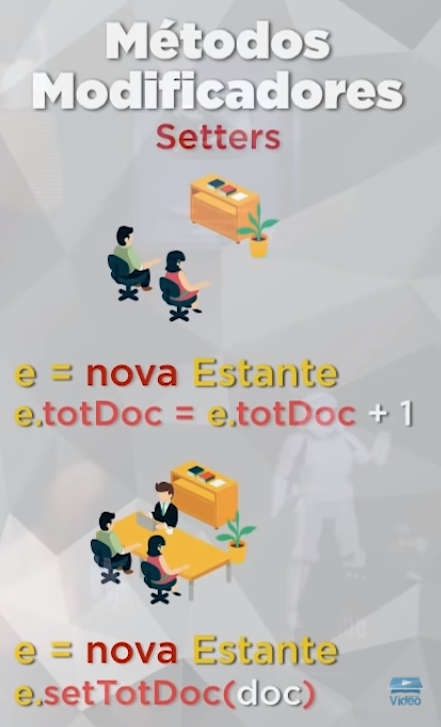 Métodos
Modificadores
Setters
e = nova Estante
e.totDoc = e.totDoc + 1
e = nova Estante
e.setTotDoc(doc)
Vídeo